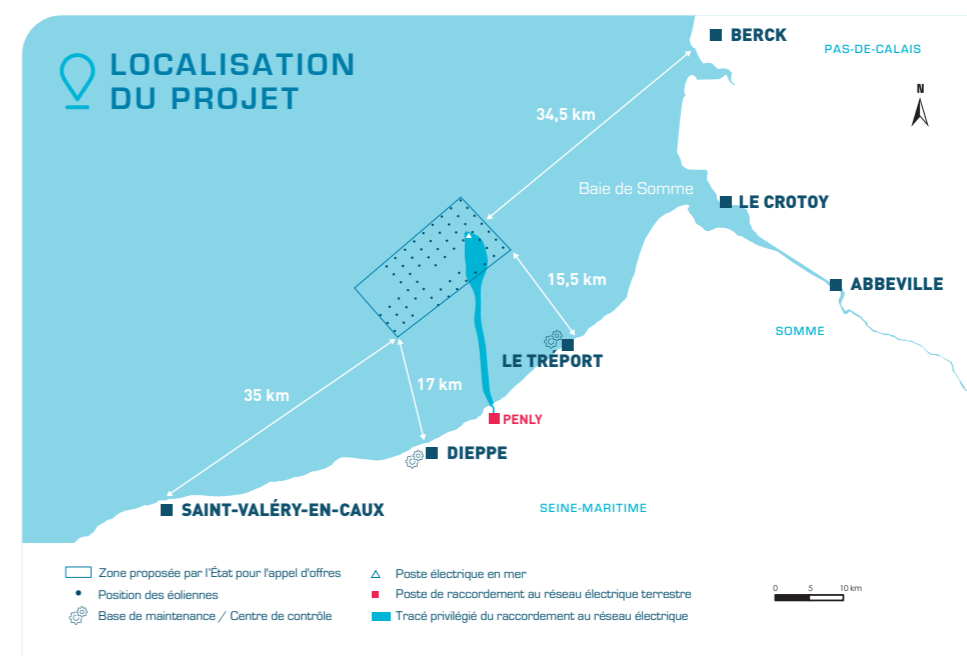 LOCALISATION
DU PROJET
BERCK
PAS-DE-CALAIS
N
34,5 km
Baie de Somme
LE CROTOY
15,5 km
ABBEVILLE
SOMME
LE TRÉPORT
35 km
17 km
PENLY
DIEPPE
SAINT-VALÉRY-EN-CAUX
SEINE-MARITIME
Zone proposée par l'État pour l'appel d'offres
Position des éoliennes
Base de maintenance / Centre de contrôle
Poste électrique en mer
Poste de raccordement au réseau électrique terrestre
Tracé privilégié du raccordement au réseau électrique
0 5 10 km